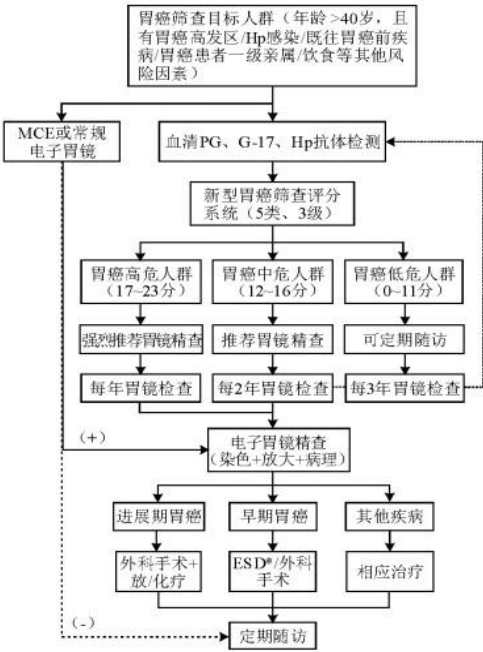 胃癌筛查目标人群（年龄 >40岁，且
有胃癌高发区/Hp感染/既往胃癌前疾
病/胃癌患者一级亲属/饮食等其他风
险因素）
MCE或常规
电子胃镜
血清PG、G-17、Hp抗体检测
新型胃癌筛查评分
系统（5类、3级）
胃癌高危人群
（17~23分）
胃癌中危人群
（12~16分）
胃癌低危人群
（0~11分）
强烈推荐胃镜精查
推荐胃镜精查
可定期随访
每年胃镜检查
每2年胃镜检查
每3年胃镜检查
（+）
电子胃镜精查
（染色+放大+病理）
进展期胃癌
早期胃癌
其他疾病
外科手术+
放/化疗
ESD*/外科
手术
相应治疗
（-）
定期随访